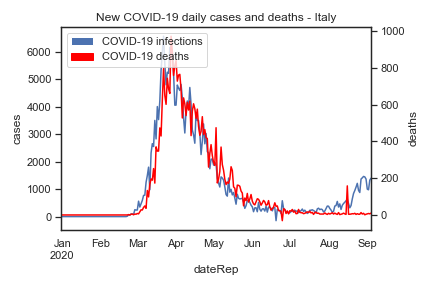 New COVID-19 daily cases and deaths - Italy
COVID-19 infections
COVID-19 deaths
cases
6000
5000
4000
3000
2000
1000
0
deaths
1000
800
600
400
200
0
Jan Feb Mar Apr May Jun Jul Aug Sep
2020
dateRep